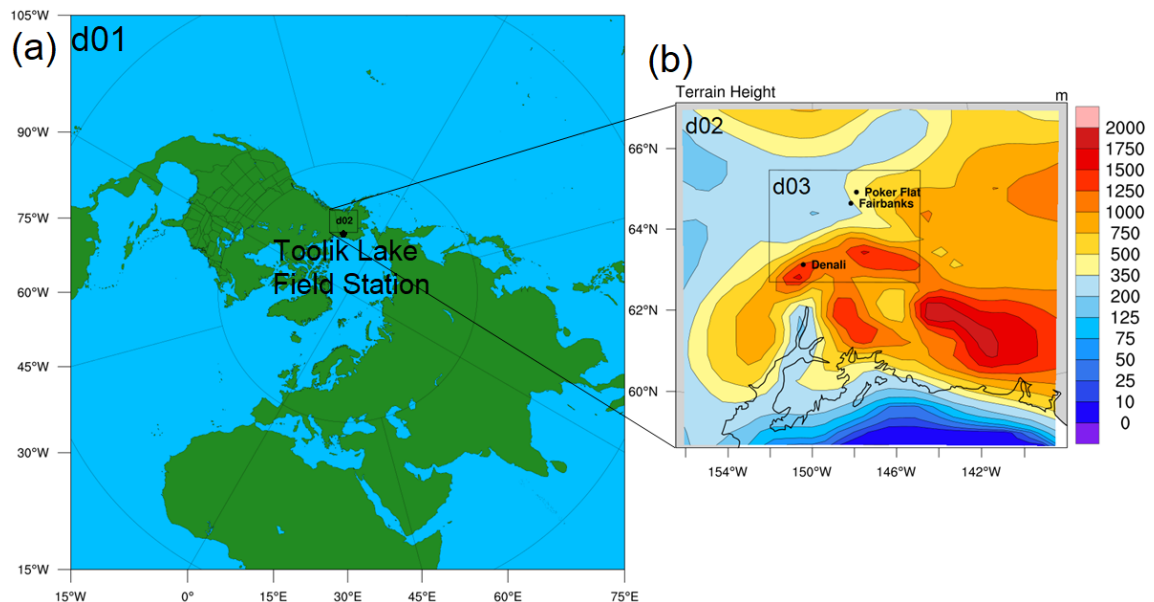 (a)
d01
105°W
90°W
75°W
60°W
45°W
30°W
15°W
15°W
0°
15°E
30°E
45°E
60°E
75°E
d02
Toolik Lake
Field Station
(b)
Terrain Height
m
d02
d03
Poker Flat
Fairbanks
Denali
66°N
64°N
62°N
60°N
154°W
150°W
146°W
142°W
2000
1750
1500
1250
1000
750
500
350
200
125
75
50
25
10
0